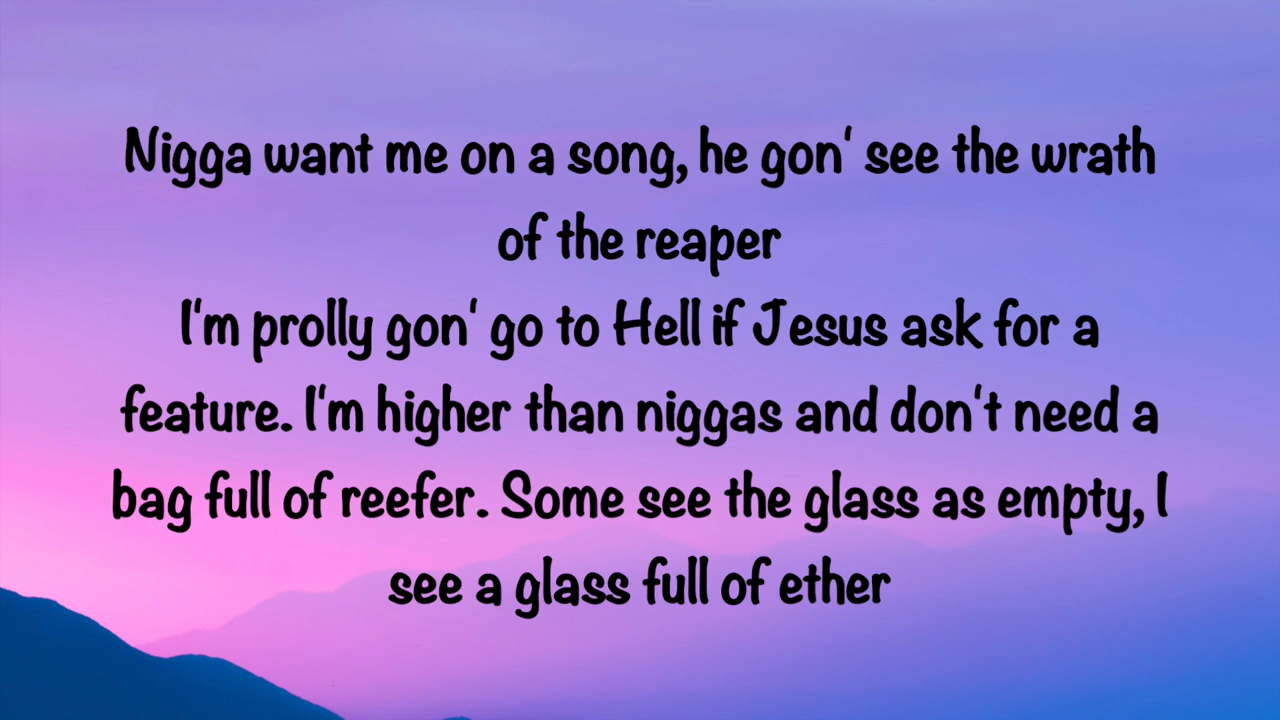 Nigga want me on a song, he gon' see the wrath
of the reaper
I'm prolly gon' go to Hell if Jesus ask for a
feature. I'm higher than niggas and don't need a
bag full of reefer. Some see the glass as empty, I
see a glass full of ether